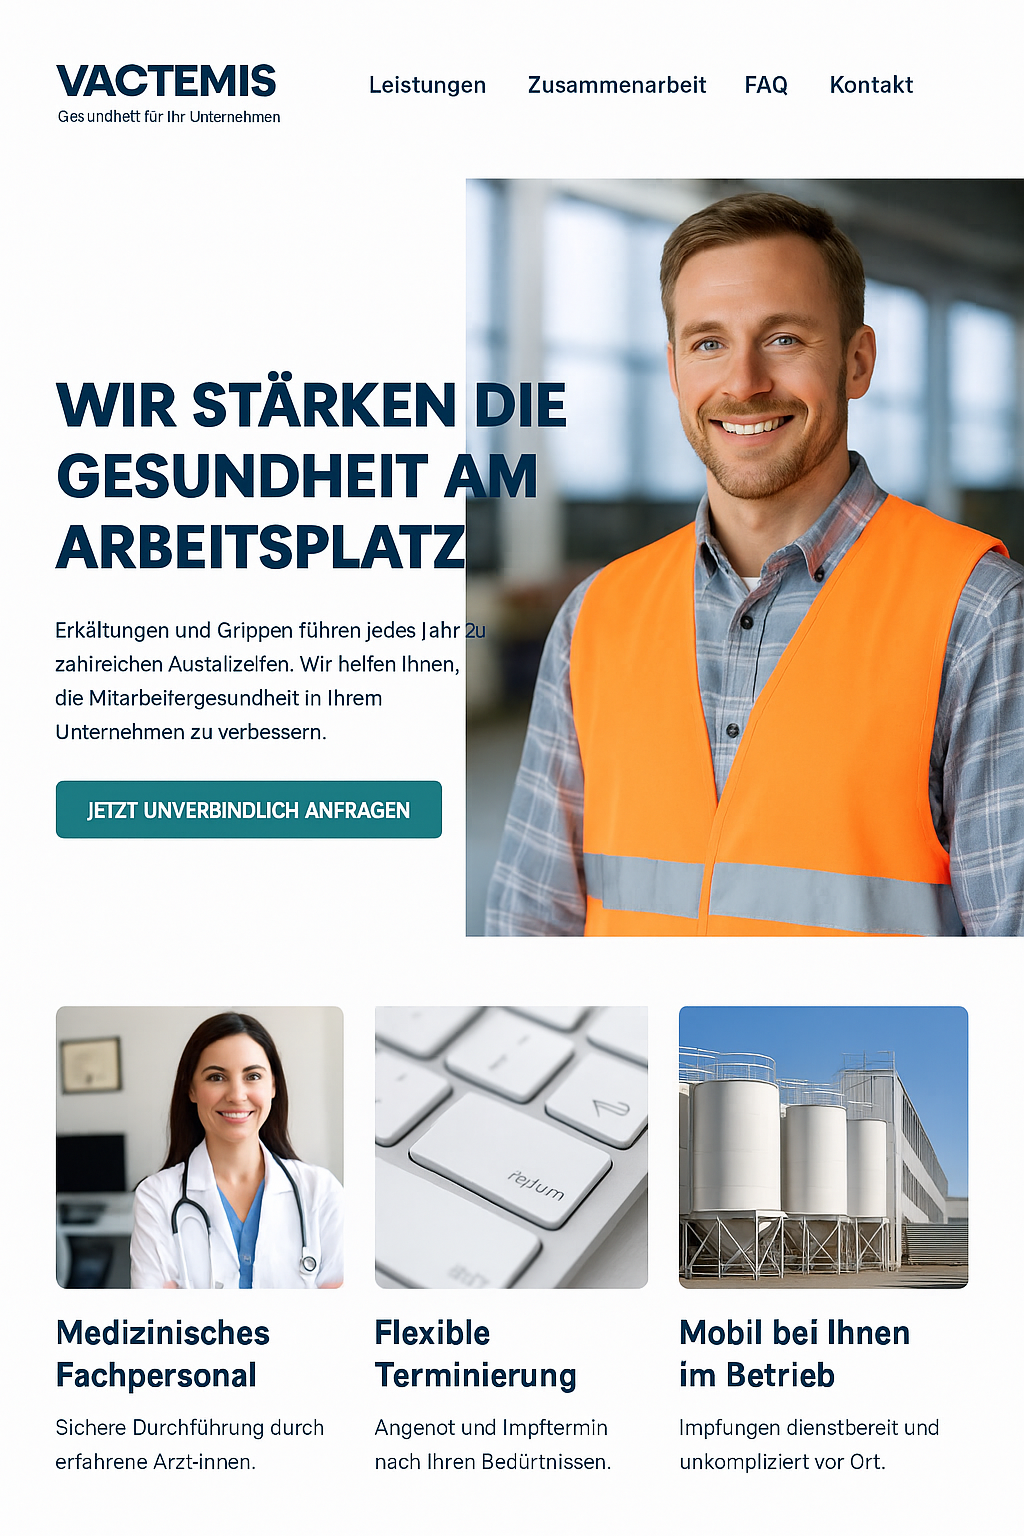 VACTEMIS
Gesundhett für Ihr Unternehmen
Leistungen Zusammenarbeit FAQ Kontakt
WIR STÄRKEN DIE
GESUNDHEIT AM
ARBEITSPLATZ
Erkältungen und Grippen führen jedes Jahr 2u
zahireichen Austalizelfen. Wir helfen Ihnen,
die Mitarbeifergesundheit in Ihrem
Unternehmen zu verbessern.
JETZT UNVERBINDLICH ANFRAGEN
Medizinisches
Fachpersonal
Sichere Durchführung durch
erfahrene Arzt-innen.
Flexible
Terminierung
Angenot und Impftermin
nach Ihren Bedürtnissen.
Mobil bei Ihnen
im Betrieb
Impfungen dienstbereit und
unkompliziert vor Ort.